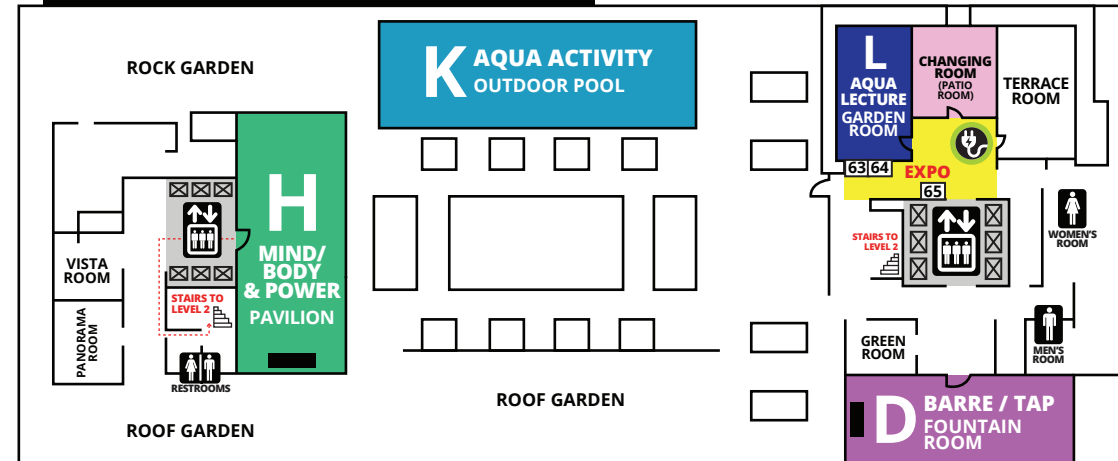 ROCK GARDEN
K
AQUA ACTIVITY
OUTDOOR POOL
L
AQUA
LECTURE
GARDEN
ROOM
CHANGING
ROOM
(PATIO
ROOM)
TERRACE
ROOM
63 64
EXPO
65
H
MIND/
BODY
& POWER
PAVILION
VISTA
ROOM
STAIRS TO
LEVEL 2
PANORAMA
ROOM
RESTROOMS
STAIRS TO
LEVEL 2
WOMEN'S
ROOM
GREEN
ROOM
MEN'S
ROOM
ROOF GARDEN
ROOF GARDEN
D
BARRE / TAP
FOUNTAIN
ROOM